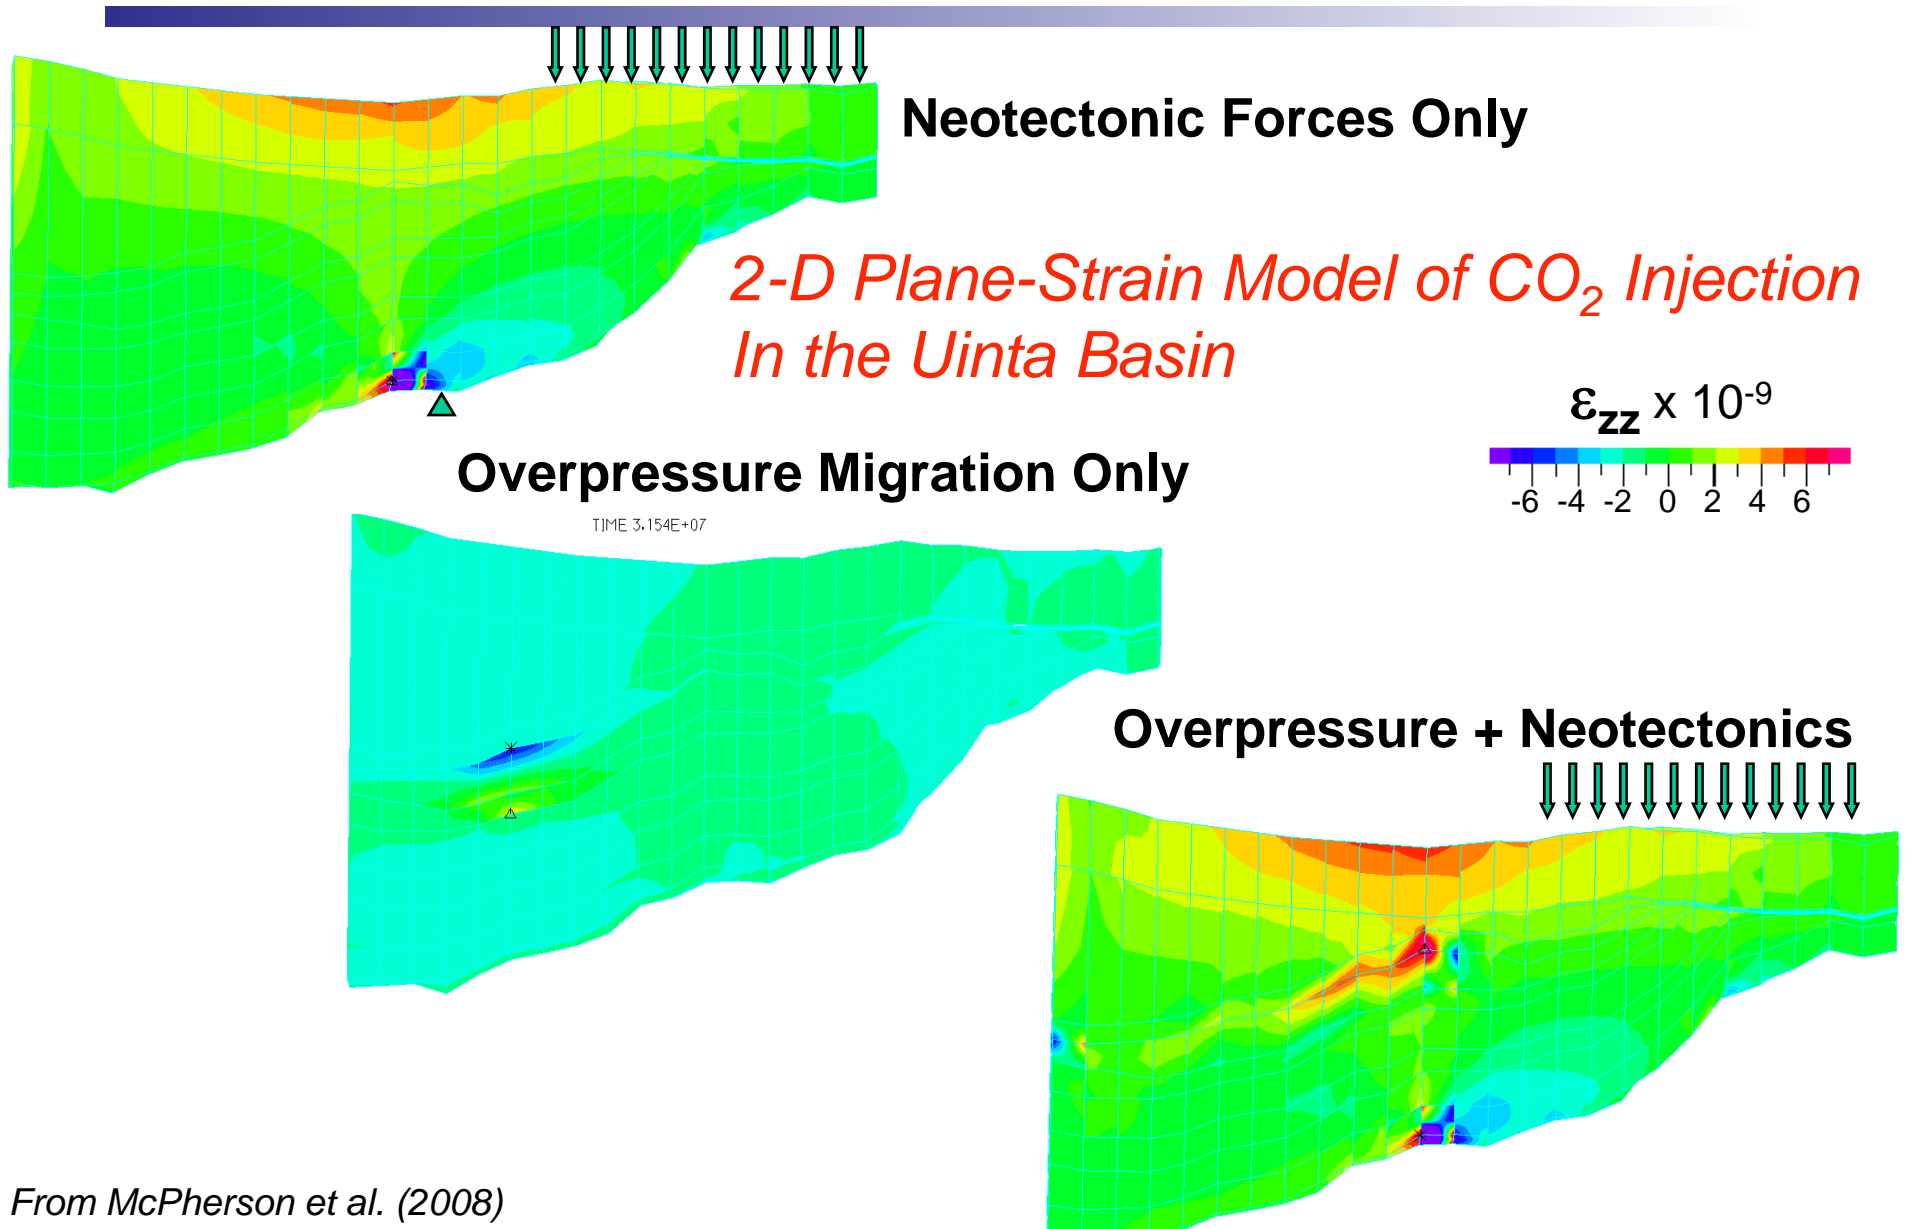 Neotectonic Forces Only
2-D Plane-Strain Model of CO₂ Injection
In the Uinta Basin
εzz x 10⁻⁹
-6 -4 -2 0 2 4 6
Overpressure Migration Only
TIME 3.154E+07
Overpressure + Neotectonics
From McPherson et al. (2008)